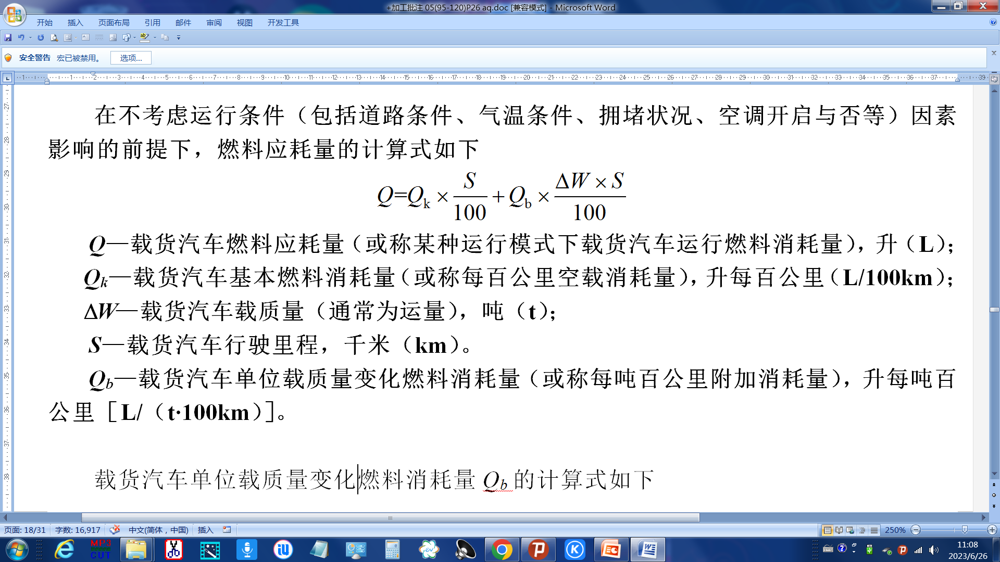 +加工批注 05(95-120)P26 aq.doc [兼容模式] - Microsoft Word
开始 插入 页面布局 引用 邮件 审阅 视图 开发工具
安全警告 宏已被禁用。 选项...
在不考虑运行条件（包括道路条件、气温条件、拥堵状况、空调开启与否等）因素
影响的前提下，燃料应耗量的计算式如下
Q=Qk × S/100 + Qb × ΔW × S/100
Q—载货汽车燃料应耗量（或称某种运行模式下载货汽车运行燃料消耗量），升（L）；
Qk—载货汽车基本燃料消耗量（或称每百公里空载消耗量），升每百公里（L/100km）；
ΔW—载货汽车载质量（通常为运量），吨（t）；
S—载货汽车行驶里程，千米（km）。
Qb—载货汽车单位载质量变化燃料消耗量（或称每吨百公里附加消耗量），升每吨百
公里［L/（t·100km）］。
载货汽车单位载质量变化燃料消耗量 Qb 的计算式如下
页面: 18/31 字数: 16,917 中文(简体，中国) 插入 250%
MP3 CUT
11:08
2023/6/26